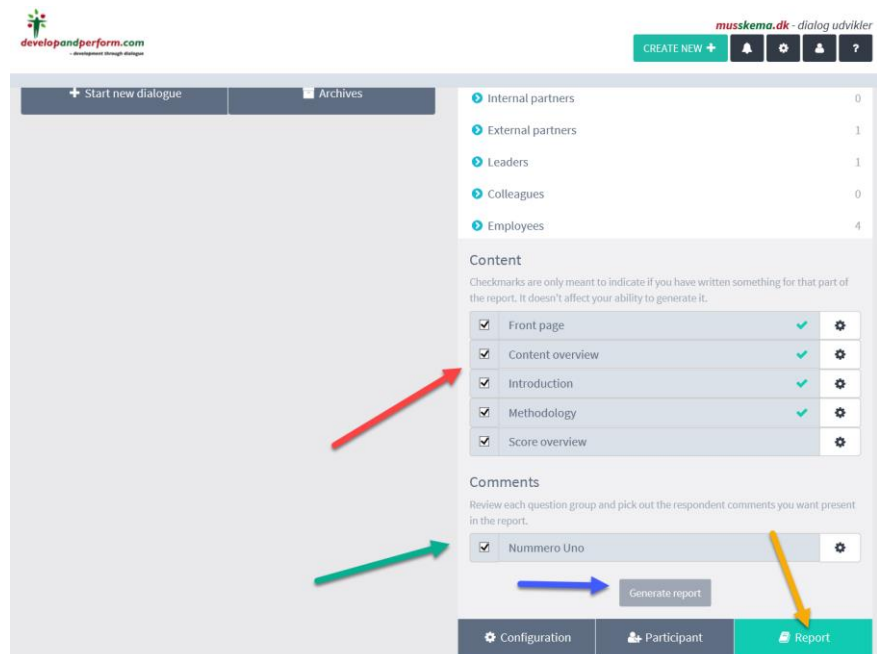 developandperform.com
- development through dialogue
musskema.dk - dialog udvikler
CREATE NEW
?
Start new dialogue
Archives
Internal partners 0
External partners 1
Leaders 1
Colleagues 0
Employees 4
Content
Checkmarks are only meant to indicate if you have written something for that part of
the report. It doesn't affect your ability to generate it.
Front page
Content overview
Introduction
Methodology
Score overview
Comments
Review each question group and pick out the respondent comments you want present
in the report.
Nummero Uno
Generate report
Configuration
Participant
Report